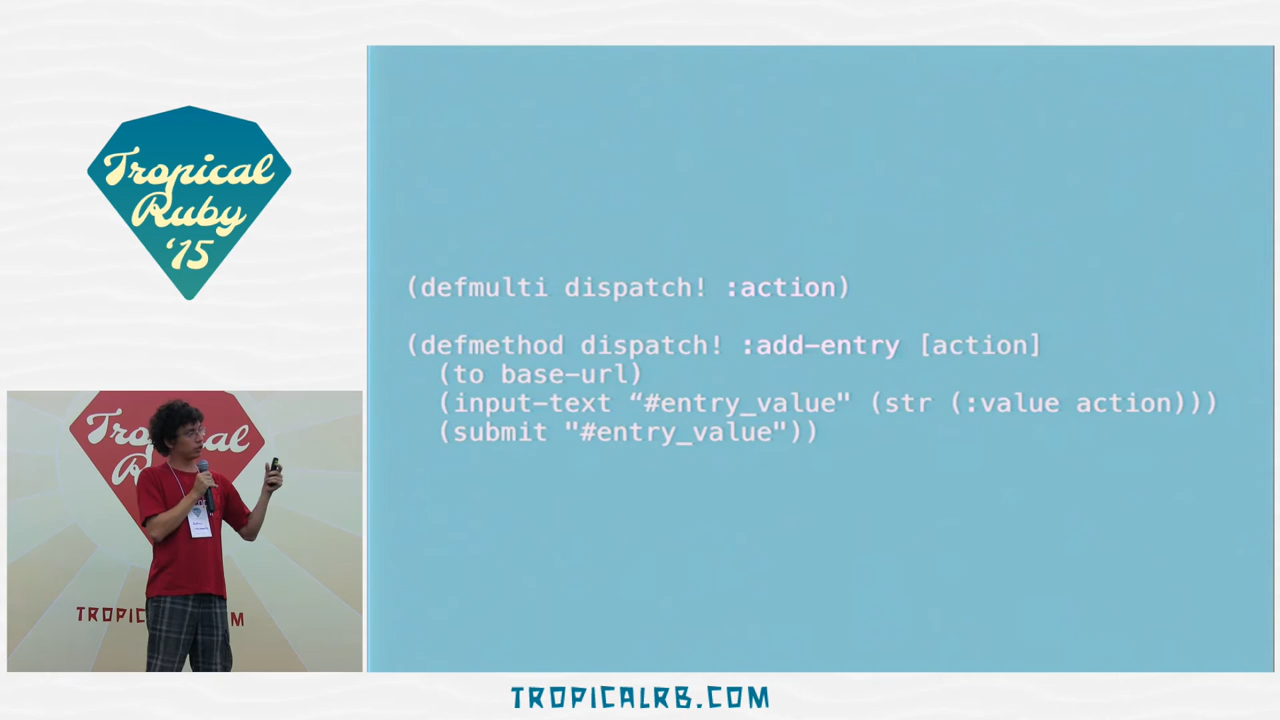 Tropical
Ruby
'15
(defmulti dispatch! :action)
(defmethod dispatch! :add-entry [action]
(to base-url)
(input-text “#entry_value" (str (:value action)))
(submit "#entry_value"))
TROPICALRB.COM